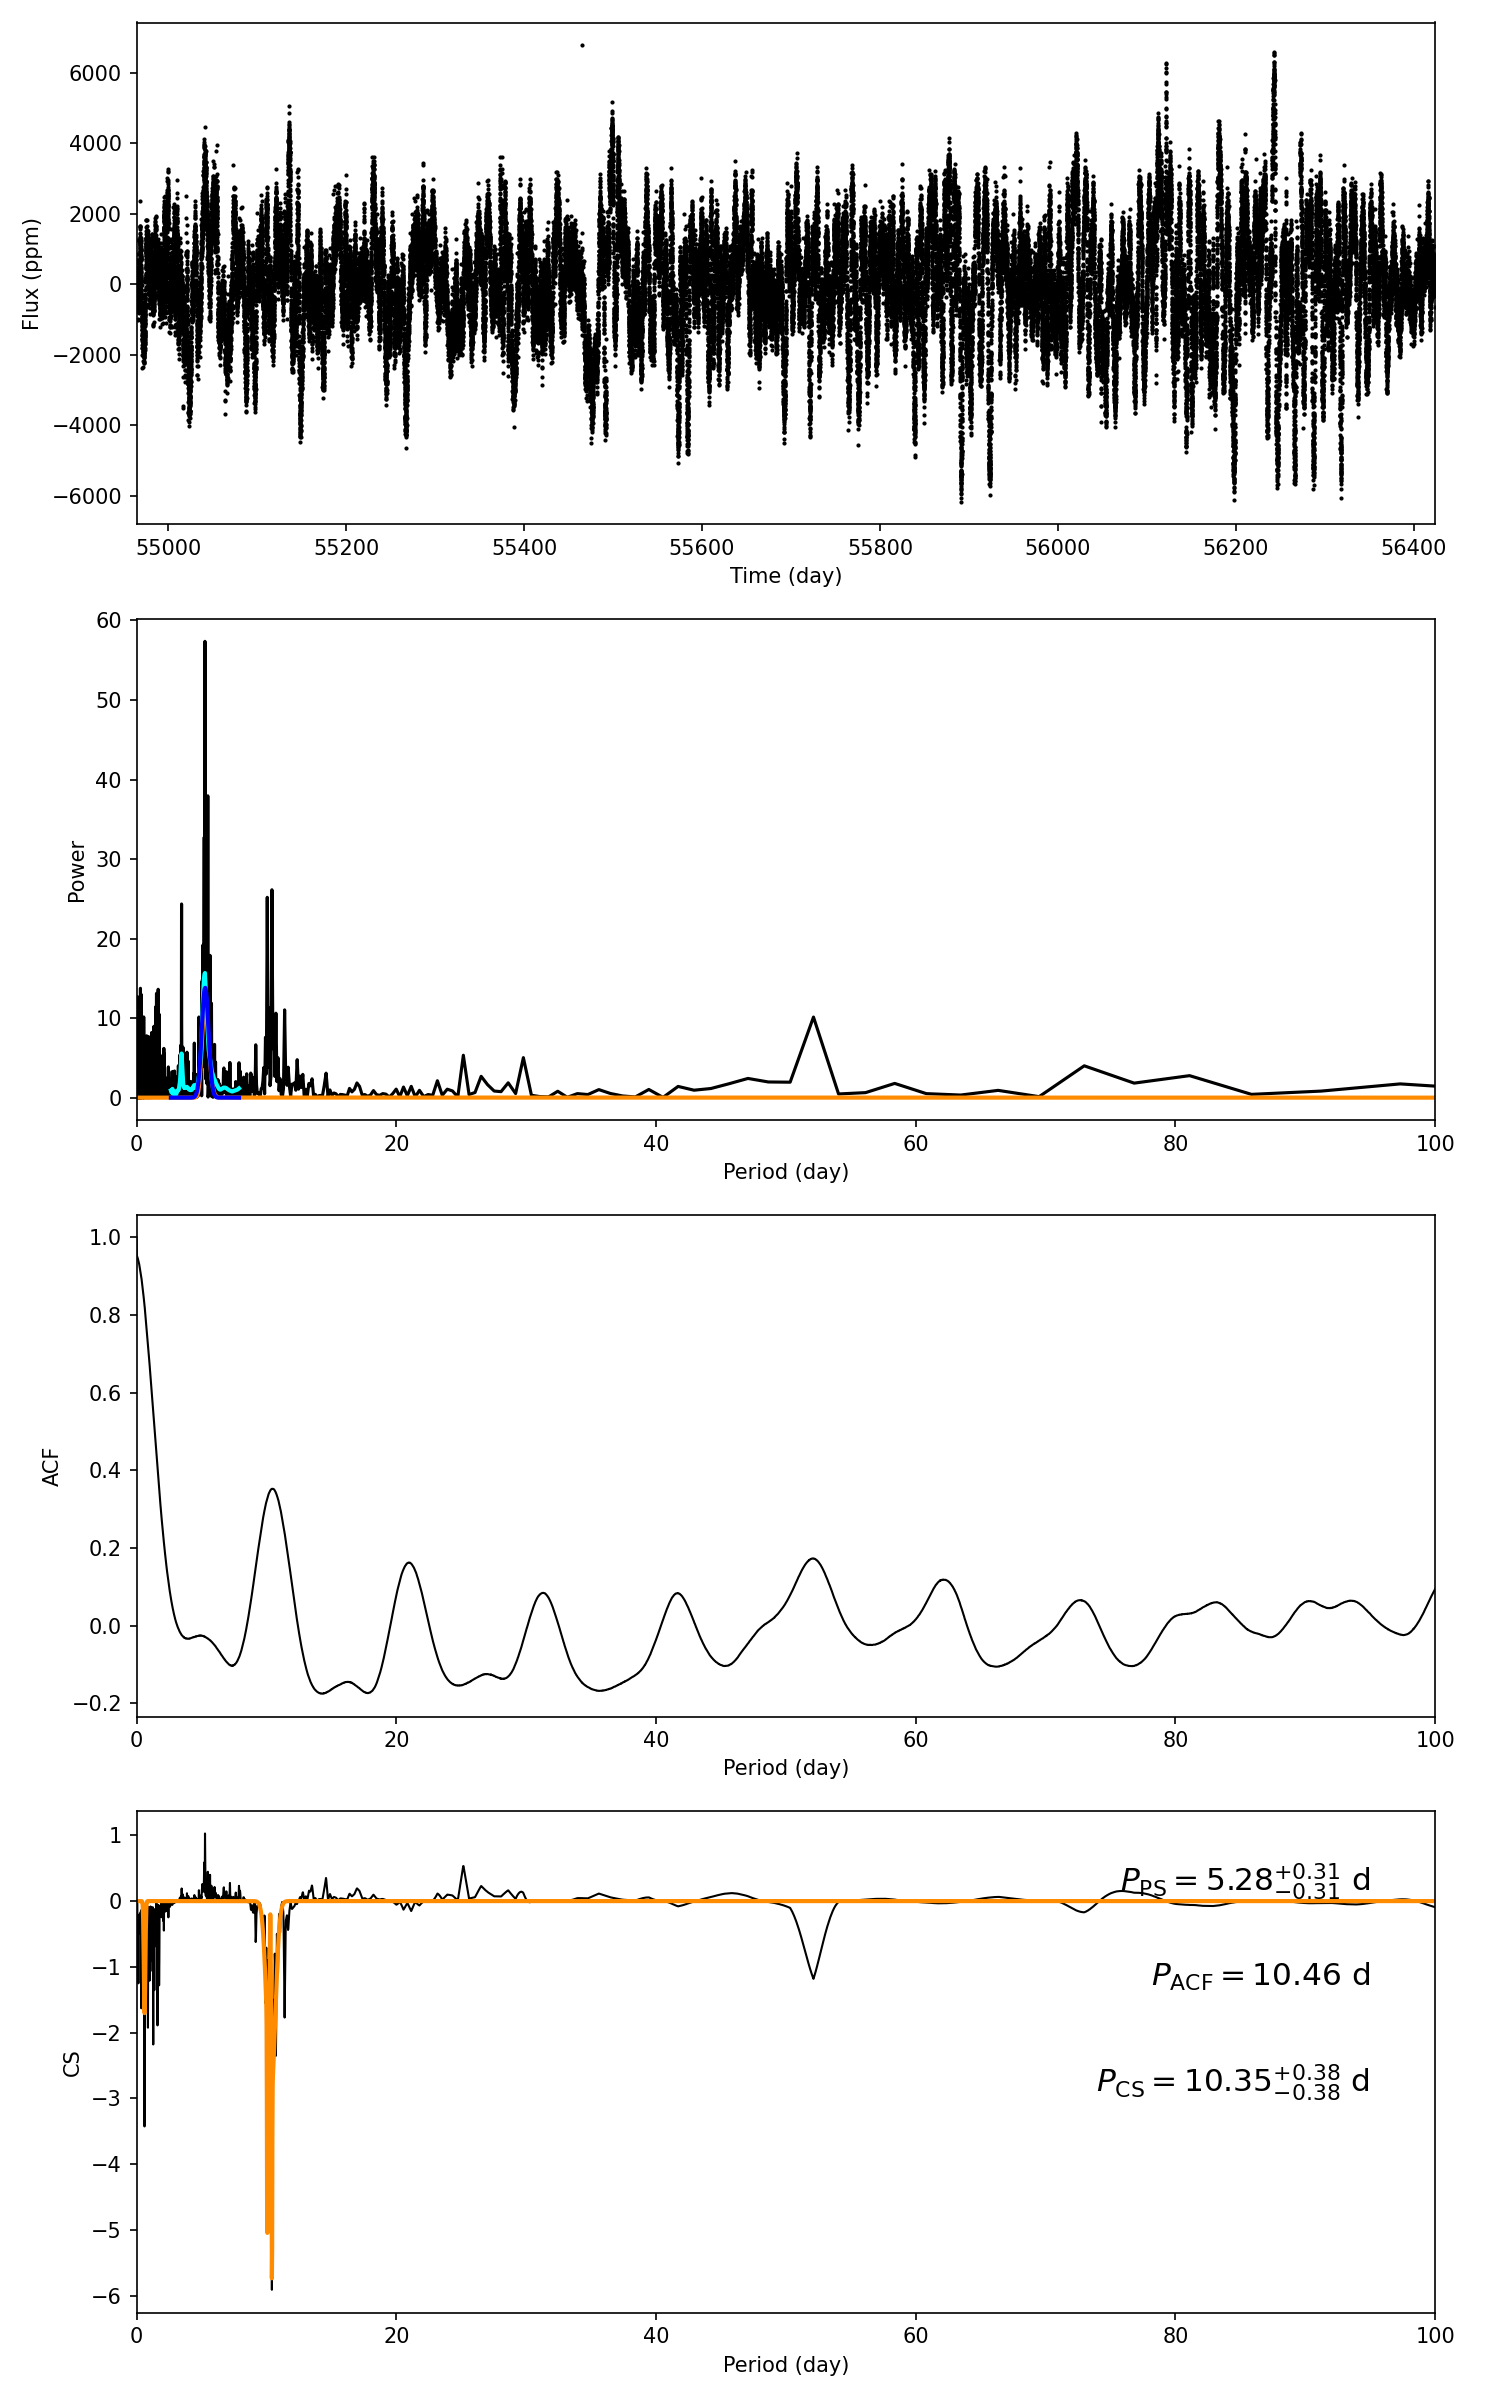 6000
4000
2000
0
−2000
−4000
−6000
Flux (ppm)
55000 55200 55400 55600 55800 56000 56200 56400
Time (day)
60
50
40
30
20
10
0
Power
0 20 40 60 80 100
Period (day)
1.0
0.8
0.6
0.4
0.2
0.0
−0.2
ACF
0 20 40 60 80 100
Period (day)
1
0
−1
−2
−3
−4
−5
−6
CS
P_PS = 5.28^{+0.31}_{−0.31} d
P_ACF = 10.46 d
P_CS = 10.35^{+0.38}_{−0.38} d
0 20 40 60 80 100
Period (day)